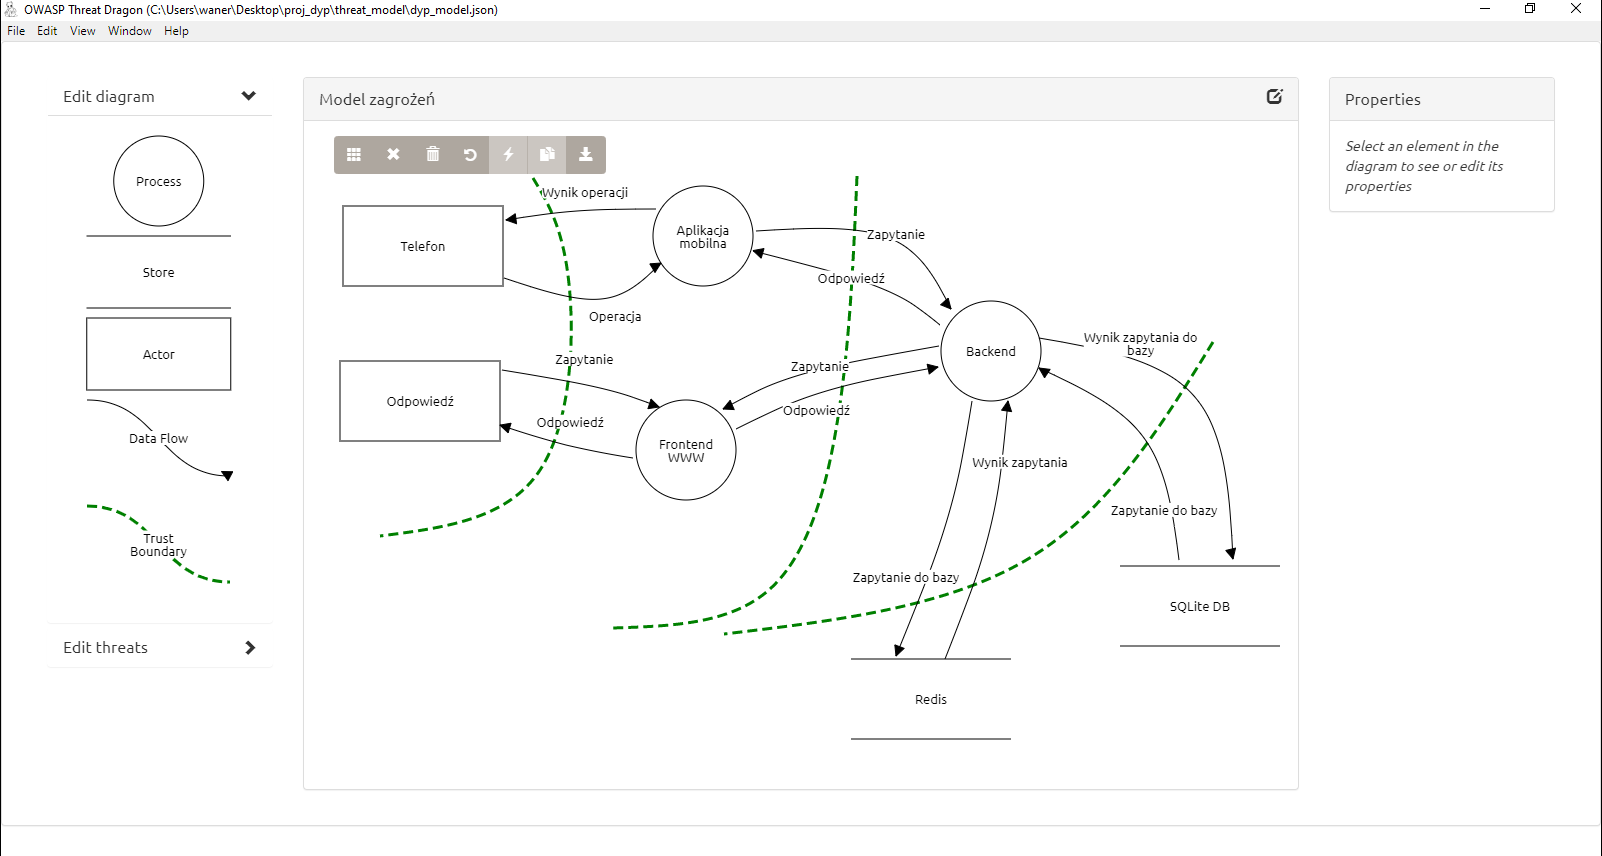 OWASP Threat Dragon (C:\Users\waner\Desktop\proj_dyp\threat_model\dyp_model.json)
File Edit View Window Help
Edit diagram
Process
Store
Actor
Data Flow
Trust
Boundary
Edit threats
Model zagrożeń
Wynik operacji
Telefon
Aplikacja
mobilna
Zapytanie
Odpowiedź
Operacja
Zapytanie
Odpowiedź
Odpowiedź
Frontend
WWW
Zapytanie
Odpowiedź
Backend
Wynik zapytania do
bazy
Wynik zapytania
Zapytanie do bazy
Zapytanie do bazy
SQLite DB
Redis
Properties
Select an element in the
diagram to see or edit its
properties